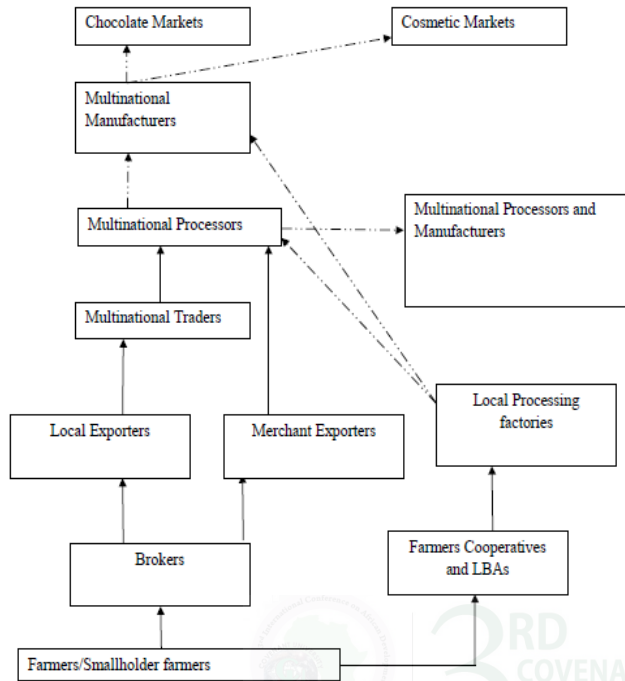 Chocolate Markets
Cosmetic Markets
Multinational
Manufacturers
Multinational Processors
Multinational Processors and
Manufacturers
Multinational Traders
Local Processing
factories
Local Exporters
Merchant Exporters
Brokers
Farmers Cooperatives
and LBAs
Farmers/Smallholder farmers
3RD
COVENA